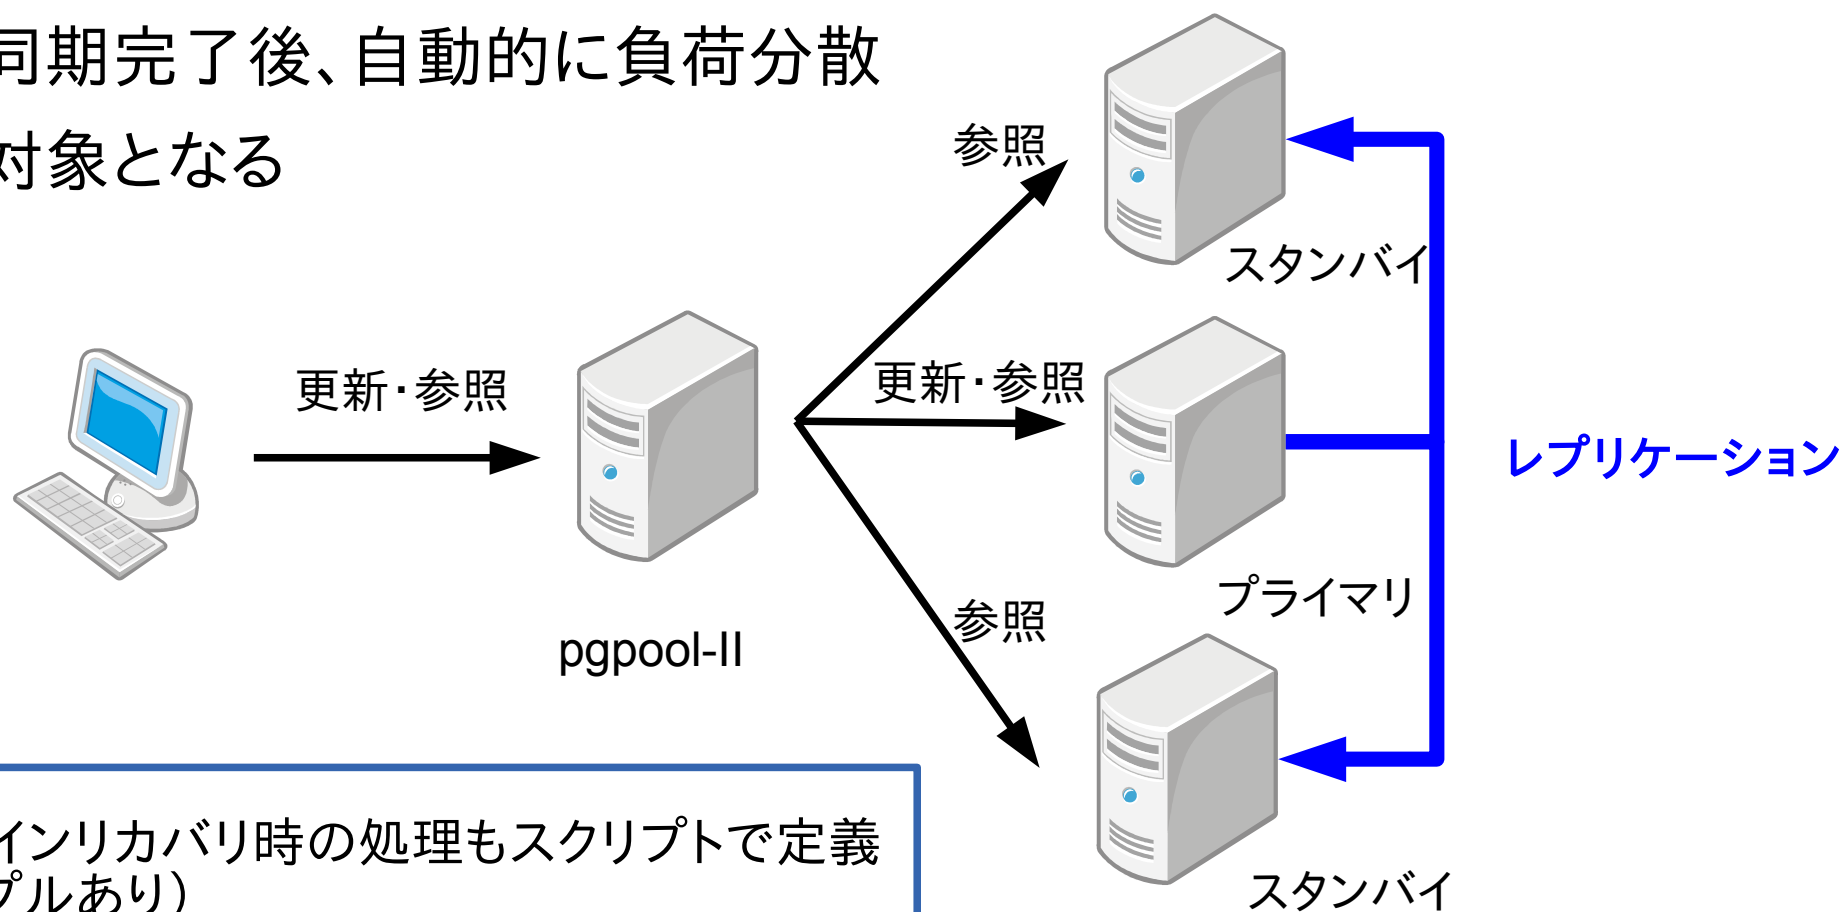 同期完了後、自動的に負荷分散
対象となる
参照
スタンバイ
更新・参照
更新・参照
レプリケーション
プライマリ
参照
pgpool-II
インリカバリ時の処理もスクリプトで定義
プルあり）
スタンバイ